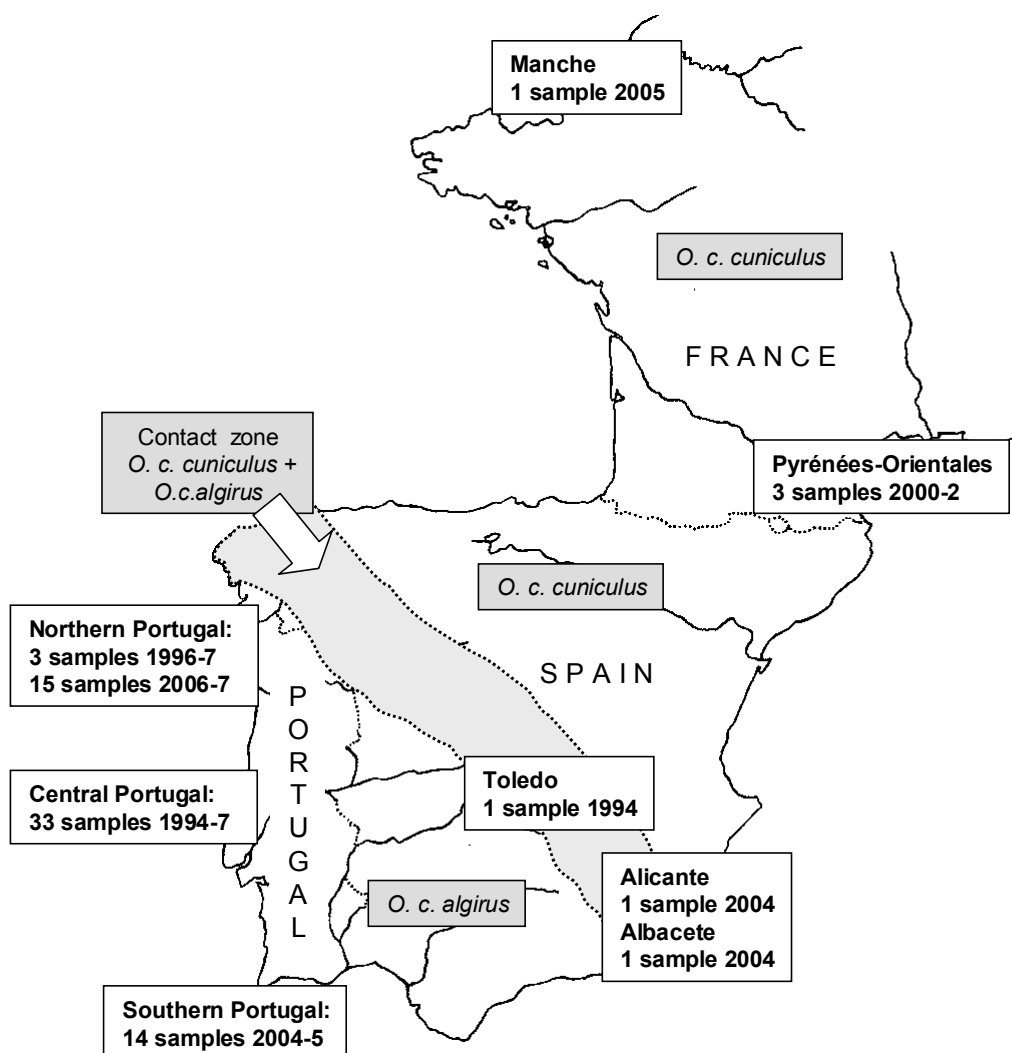 Manche
1 sample 2005
O. c. cuniculus
FRANCE
Contact zone
O. c. cuniculus +
O.c.algirus
Pyrénées-Orientales
3 samples 2000-2
O. c. cuniculus
Northern Portugal:
3 samples 1996-7
15 samples 2006-7
SPAIN
PORTUGAL
Central Portugal:
33 samples 1994-7
Toledo
1 sample 1994
O. c. algirus
Alicante
1 sample 2004
Albacete
1 sample 2004
Southern Portugal:
14 samples 2004-5